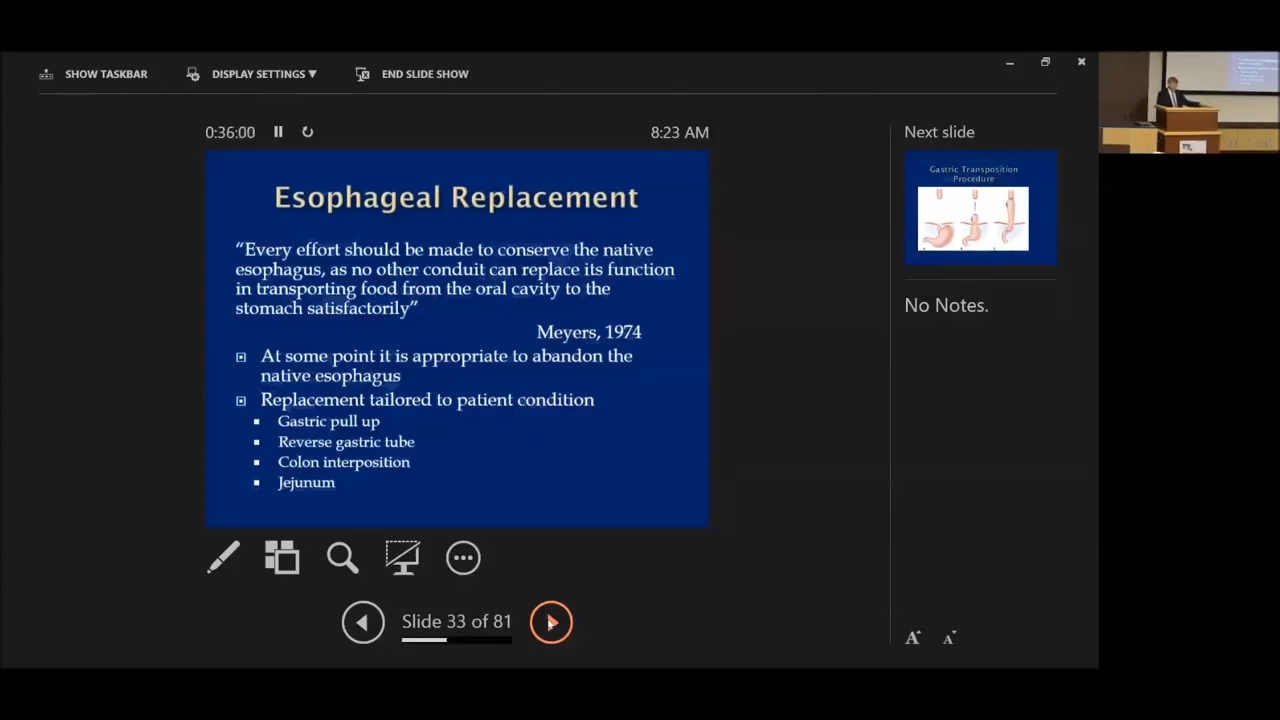 SHOW TASKBAR
DISPLAY SETTINGS ▼
END SLIDE SHOW
0:36:00
8:23 AM
Esophageal Replacement
“Every effort should be made to conserve the native
esophagus, as no other conduit can replace its function
in transporting food from the oral cavity to the
stomach satisfactorily”
Meyers, 1974
At some point it is appropriate to abandon the
native esophagus
Replacement tailored to patient condition
Gastric pull up
Reverse gastric tube
Colon interposition
Jejunum
Slide 33 of 81
Next slide
Gastric Transposition
Procedure
No Notes.
A A